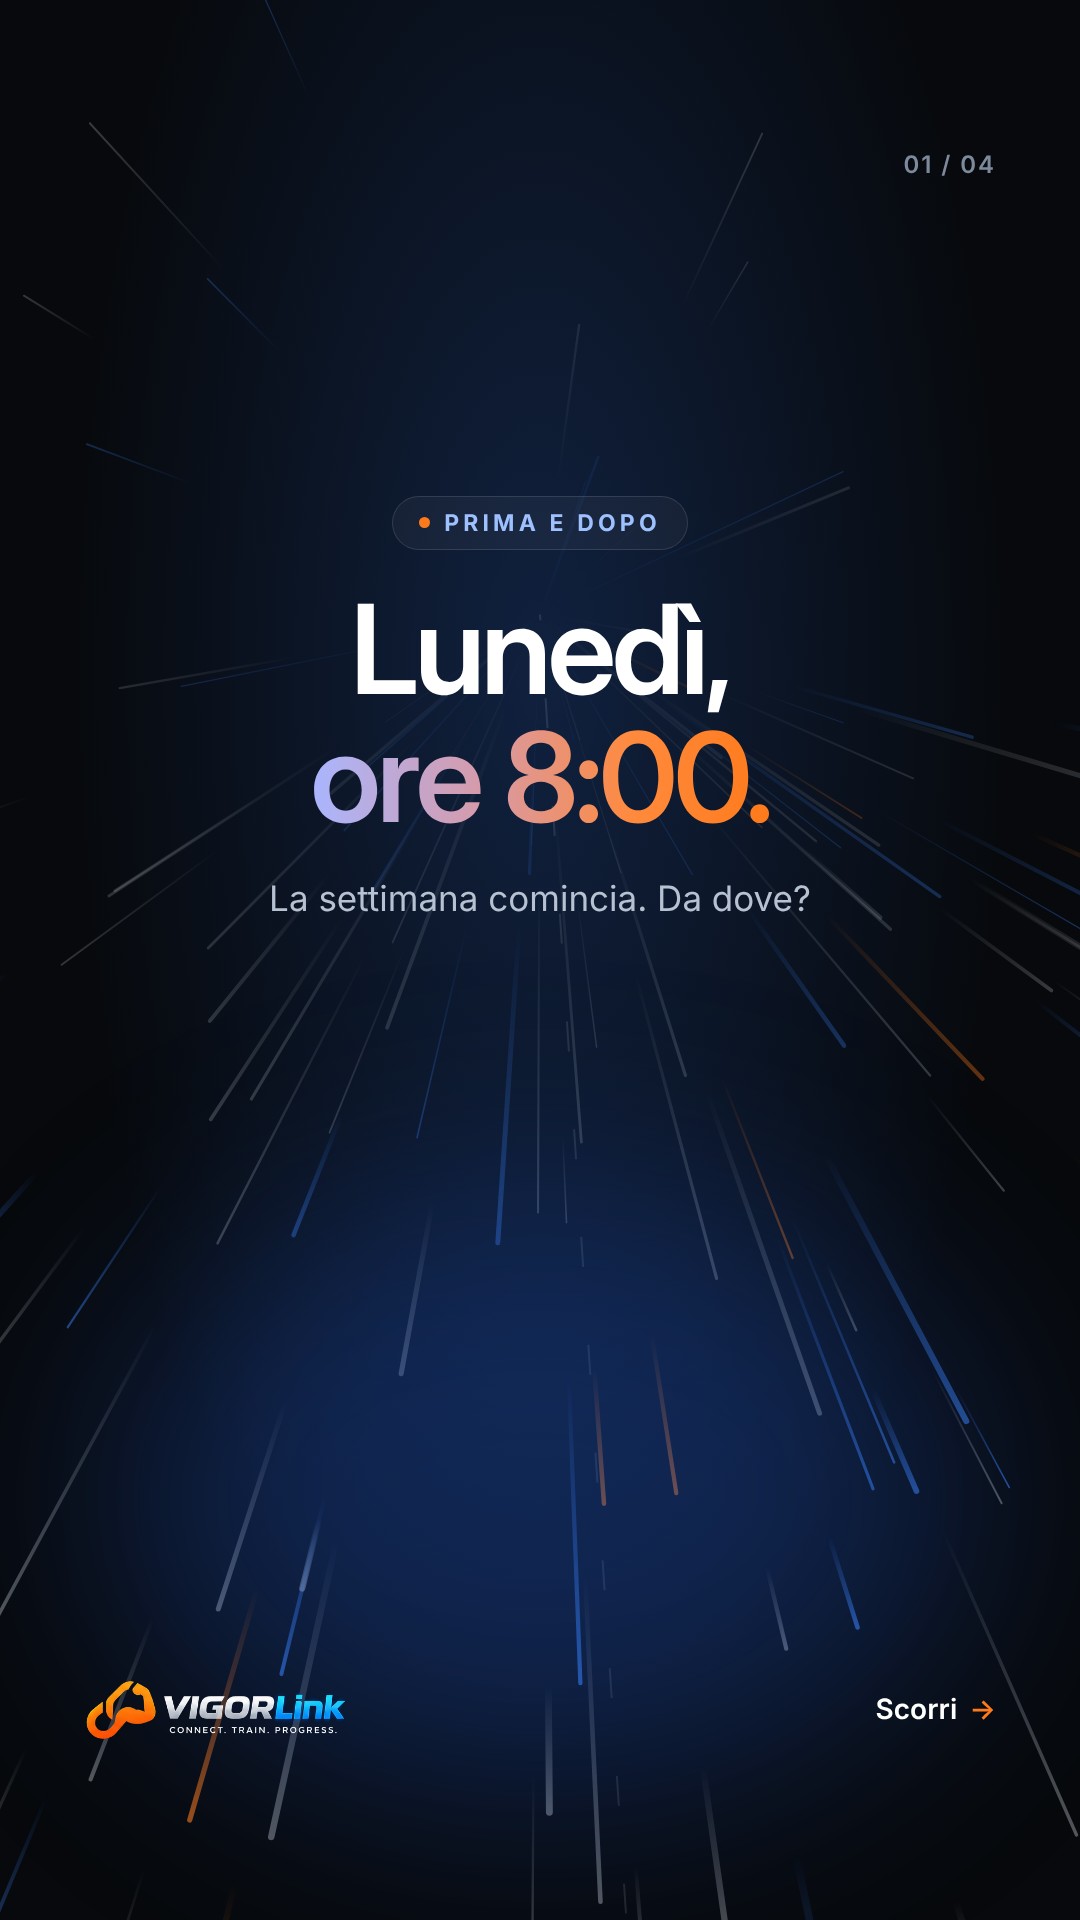 01 / 04
PRIMA E DOPO
Lunedì,
ore 8:00.
La settimana comincia. Da dove?
VIGORLink
CONNECT. TRAIN. PROGRESS.
Scorri →